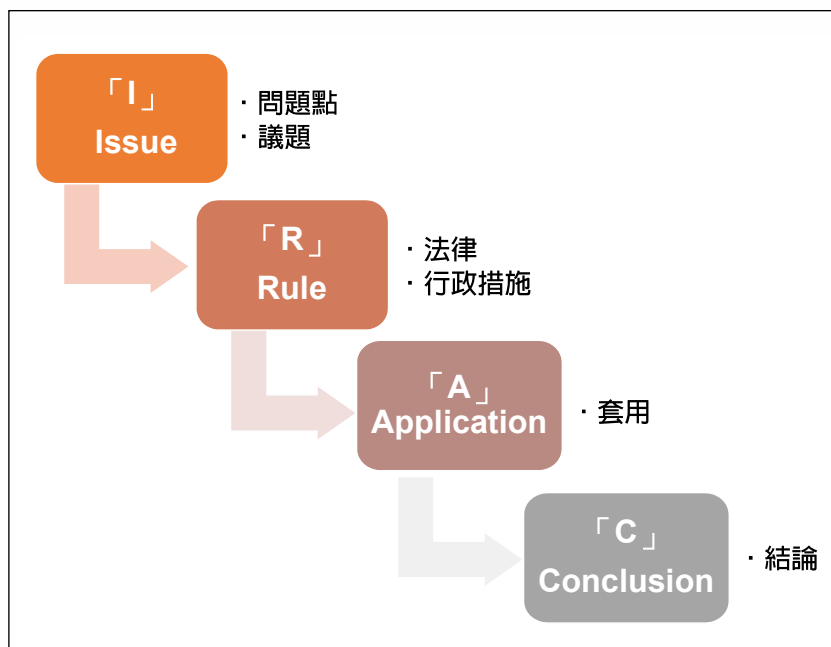 「I」
Issue
．問題點
．議題
「R」
Rule
．法律
．行政措施
「A」
Application
．套用
「C」
Conclusion
．結論